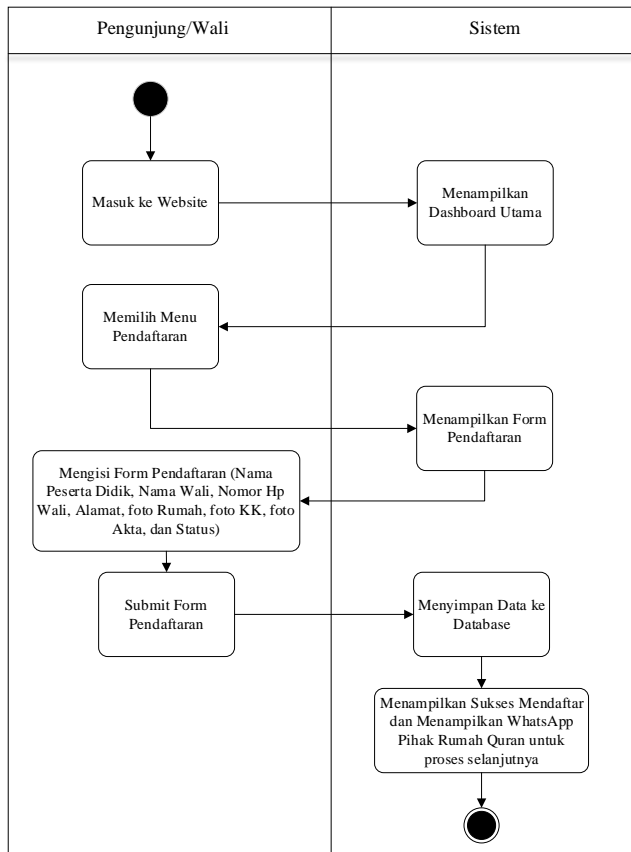 Pengunjung/Wali
Sistem
Masuk ke Website
Menampilkan
Dashboard Utama
Memilih Menu
Pendaftaran
Menampilkan Form
Pendaftaran
Mengisi Form Pendaftaran (Nama
Peserta Didik, Nama Wali, Nomor Hp
Wali, Alamat, foto Rumah, foto KK, foto
Akta, dan Status)
Submit Form
Pendaftaran
Menyimpan Data ke
Database
Menampilkan Sukses Mendaftar
dan Menampilkan WhatsApp
Pihak Rumah Quran untuk
proses selanjutnya